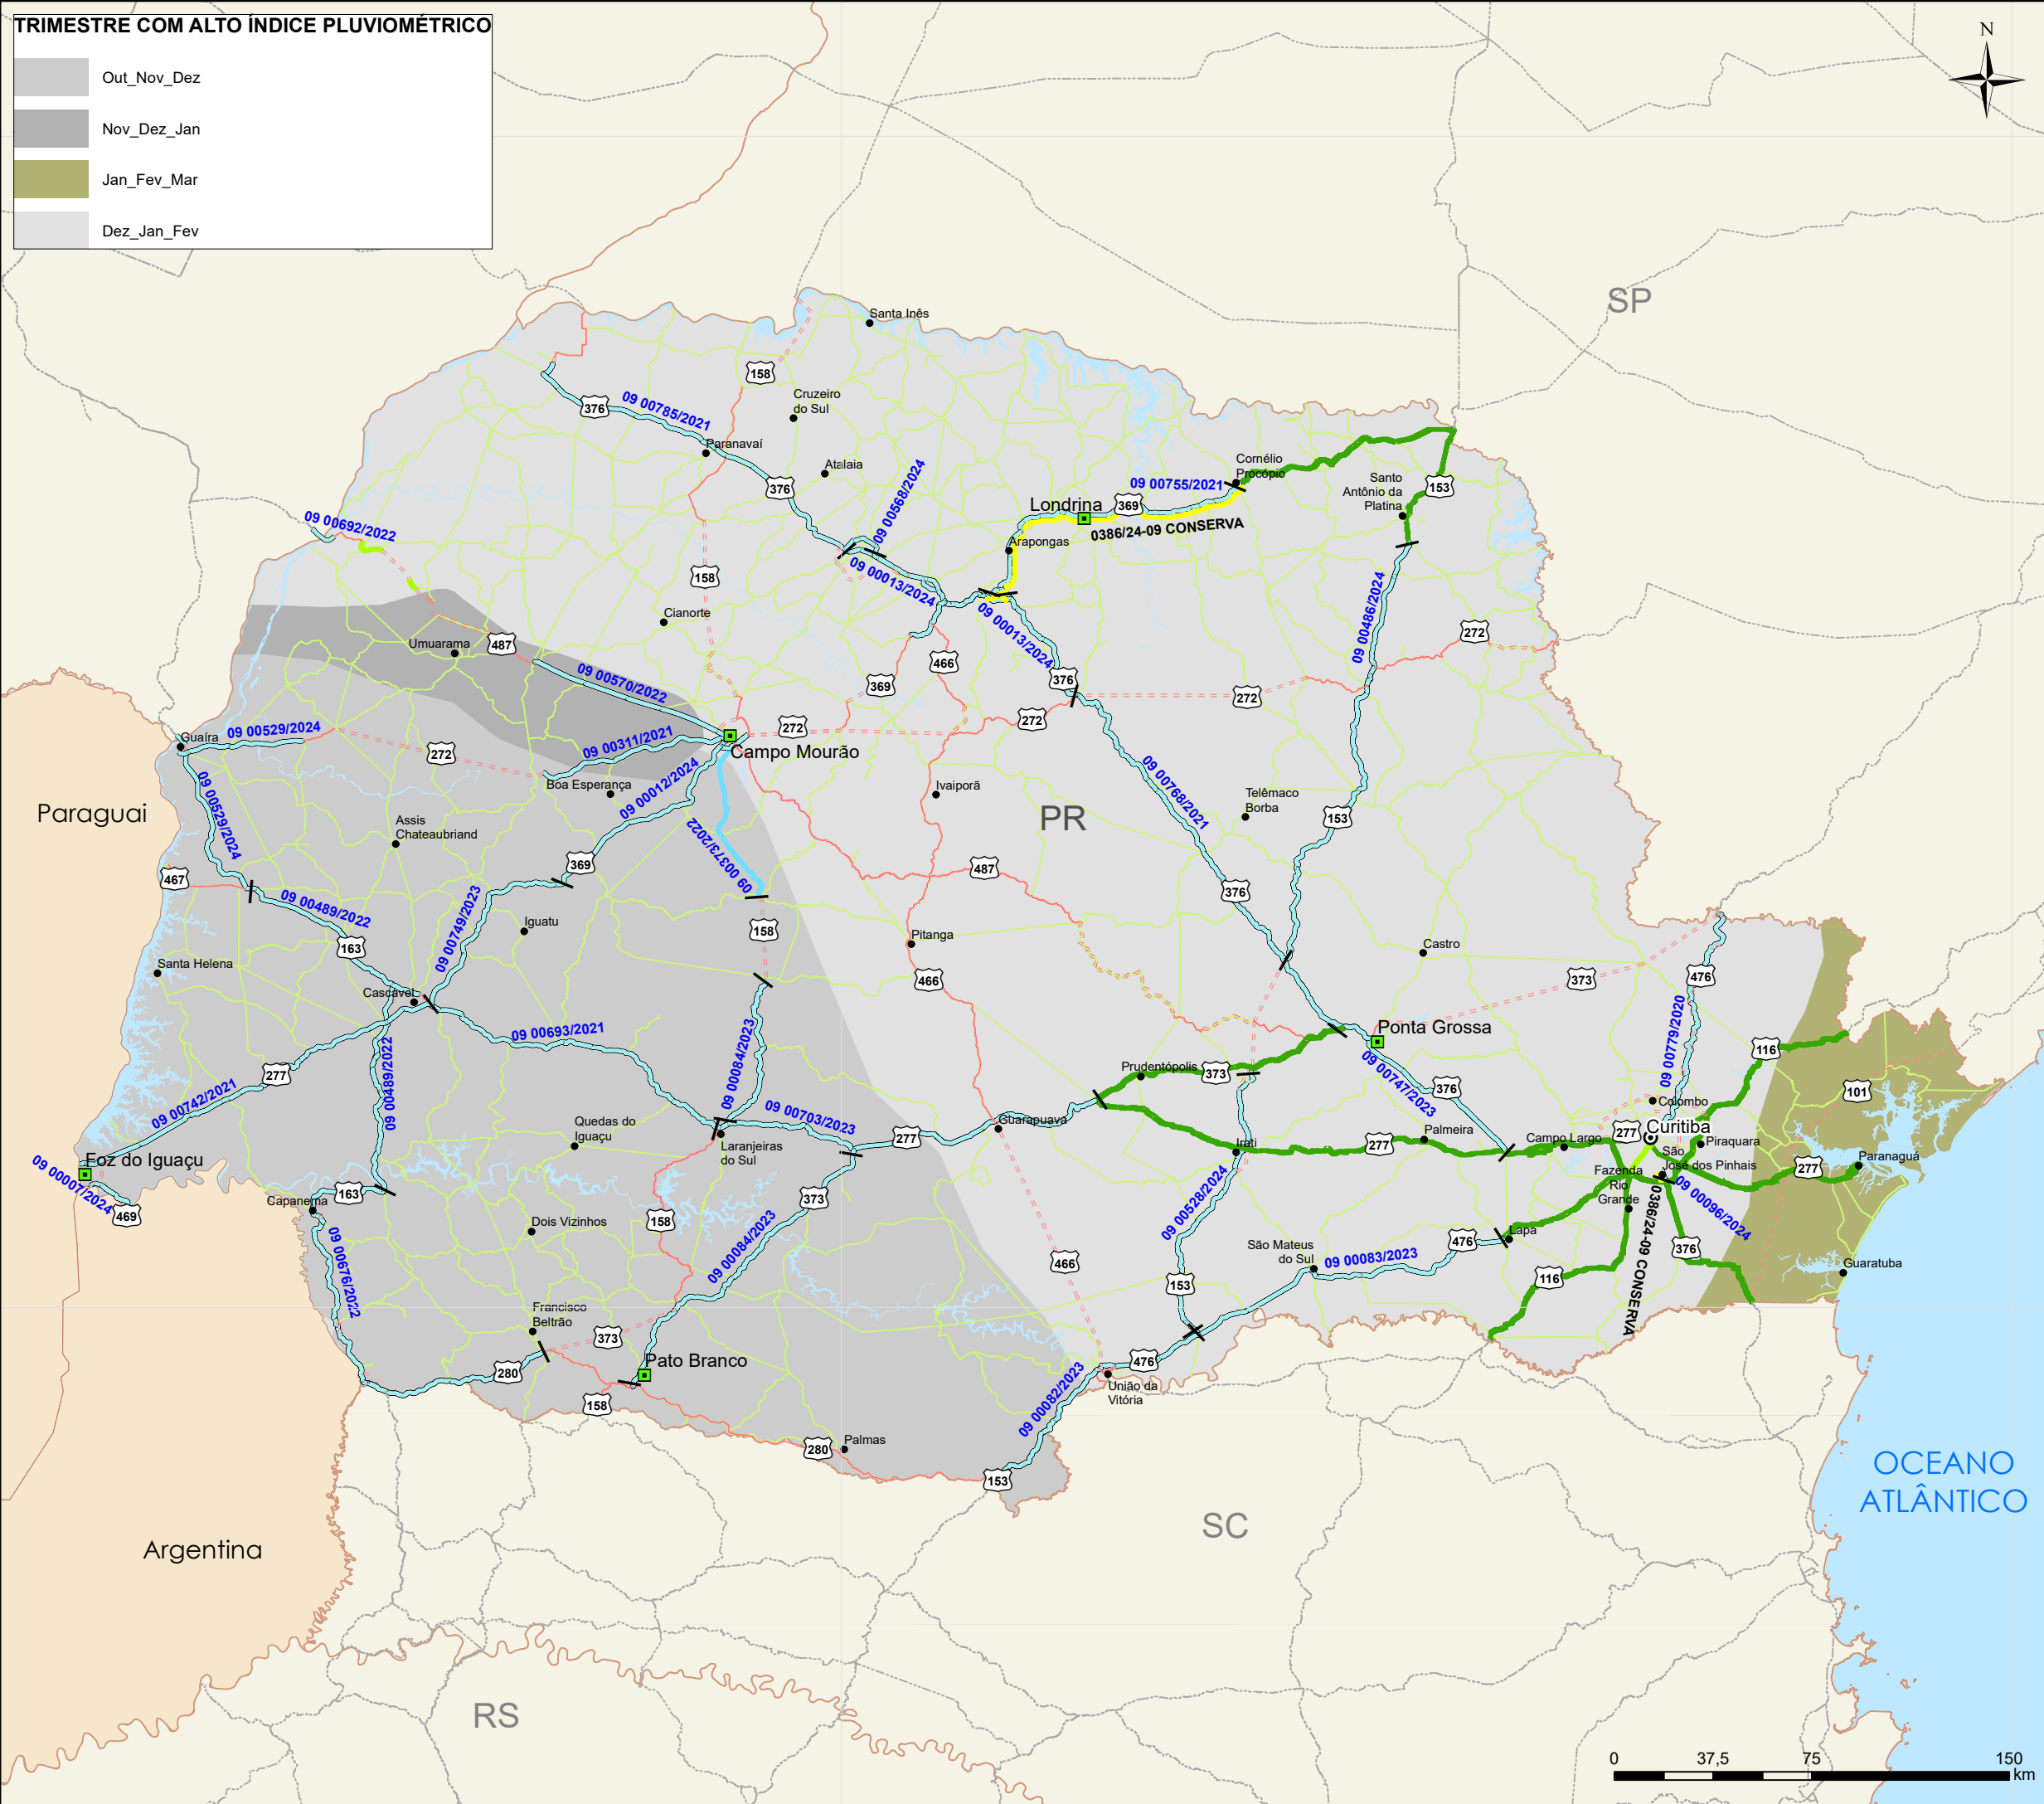 TRIMESTRE COM ALTO ÍNDICE PLUVIOMÉTRICO
Out_Nov_Dez
Nov_Dez_Jan
Jan_Fev_Mar
Dez_Jan_Fev
N
SP
Santa Inês
158
Cruzeiro
do Sul
376
09 00785/2021
Paranavaí
Atalaia
376
09 00568/2024
Cornélio
Procópio
09 00755/2021
Santo
Antônio da
Platina
153
Londrina
369
0386/24-09 CONSERVA
09 00692/2022
Arapongas
09 00013/2024
158
Cianorte
09 00013/2024
09 00486/2024
272
Umuarama
487
466
09 00570/2022
369
376
272
272
272
Guaíra
09 00529/2024
09 00311/2021
272
Campo Mourão
Boa Esperança
09 00012/2024
Ivaiporã
09 00768/2021
Telêmaco
Borba
Paraguai
09 00529/2024
Assis
Chateaubriand
09 00373/2022
PR
153
369
467
487
376
09 00489/2022
09 00749/2023
Iguatu
158
Pitanga
163
Castro
Santa Helena
466
373
476
Cascavel
09 00693/2021
09 00779/2020
Ponta Grossa
116
277
09 00489/2022
09 00084/2023
Prudentópolis
373
09 00747/2023
376
101
09 00742/2021
Colombo
09 00703/2023
Guarapuava
277
Quedas do
Iguaçu
Laranjeiras
do Sul
Irati
277
Palmeira
Campo Largo
277
Curitiba
Piraquara
Foz do Iguaçu
09 00007/2024
469
São
José dos Pinhais
277
Paranaguá
Fazenda
Rio
Grande
Capanema
163
373
09 00096/2024
09 00528/2024
Dois Vizinhos
158
Lapa
476
376
09 00676/2022
09 00084/2023
São Mateus
do Sul
09 00083/2023
466
153
116
0386/24-09 CONSERVA
Guaratuba
Francisco
Beltrão
373
280
Pato Branco
476
União da
Vitória
158
09 00082/2023
280
Palmas
153
OCEANO
ATLÂNTICO
SC
Argentina
RS
0
37,5
75
150
km